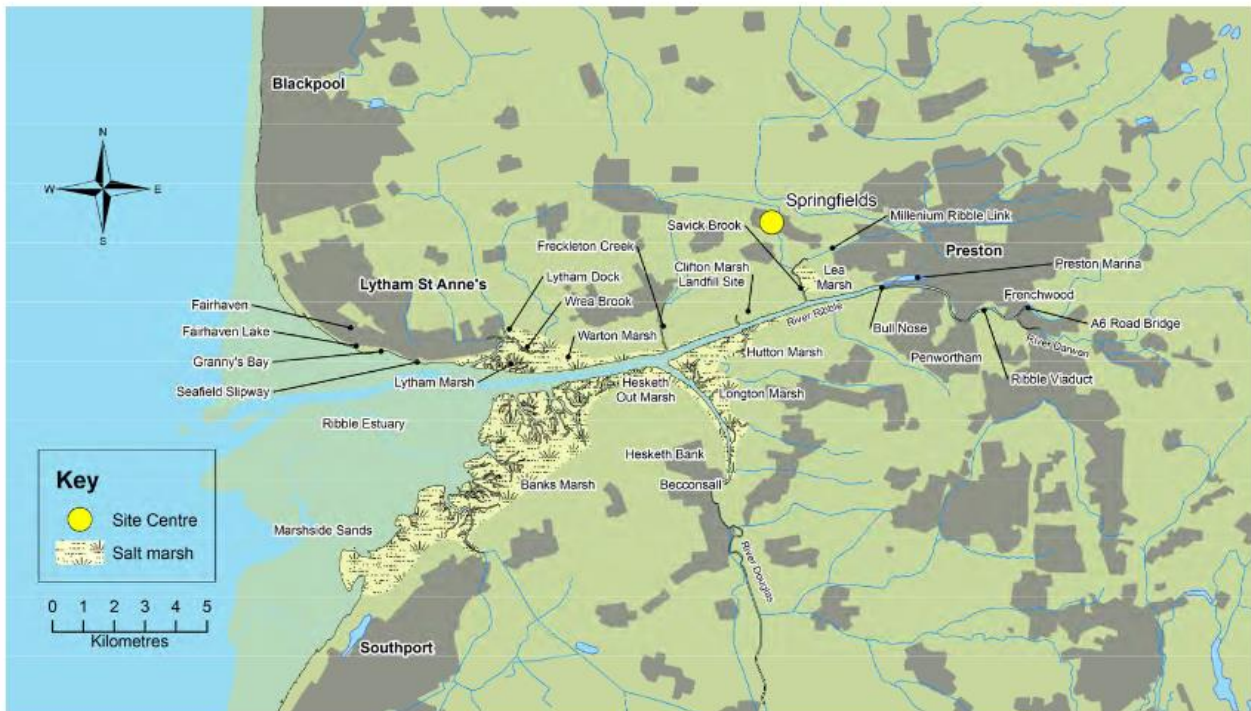 Blackpool
N
W
E
S
Springfields
Savick Brook
Millenium Ribble Link
Freckleton Creek
Preston
Clifton Marsh
Landfill Site
Lea
Marsh
Preston Marina
Lytham St Anne's
Lytham Dock
Wrea Brook
Frenchwood
Fairhaven
River Ribble
A6 Road Bridge
Fairhaven Lake
Warton Marsh
Bull Nose
River Darwen
Granny's Bay
Hutton Marsh
Penwortham
Seafield Slipway
Lytham Marsh
Hesketh
Out Marsh
Longton Marsh
Ribble Viaduct
Ribble Estuary
Hesketh Bank
Banks Marsh
Becconsall
Marshside Sands
River Douglas
Southport
Key
Site Centre
Salt marsh
0 1 2 3 4 5
Kilometres